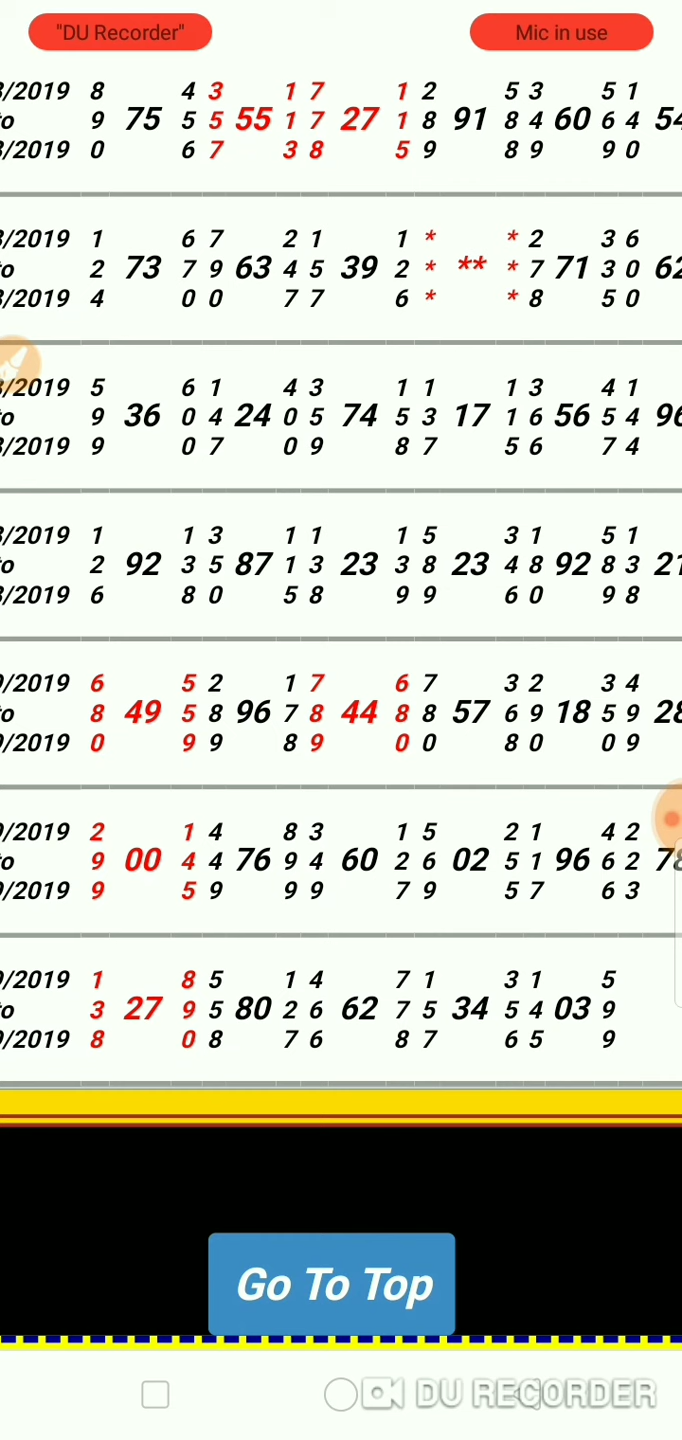 "DU Recorder" Mic in use
3/2019 8 4 3 1 7 1 2 5 3 5 1
to 9 75 5 5 55 1 7 27 1 8 91 8 4 60 6 4 54
3/2019 0 6 7 3 8 5 9 8 9 9 0
3/2019 1 6 7 2 1 1 * * 2 3 6
to 2 73 7 9 63 4 5 39 2 * ** * 7 71 3 0 62
3/2019 4 0 0 7 7 6 * * 8 5 0
3/2019 5 6 1 4 3 1 1 1 3 4 1
to 9 36 0 4 24 0 5 74 5 3 17 1 6 56 5 4 96
3/2019 9 0 7 0 9 8 7 5 6 7 4
3/2019 1 1 3 1 1 1 5 3 1 5 1
to 2 92 3 5 87 1 3 23 3 8 23 4 8 92 8 3 21
3/2019 6 8 0 5 8 9 9 6 0 9 8
9/2019 6 5 2 1 7 6 7 3 2 3 4
to 8 49 5 8 96 7 8 44 8 8 57 6 9 18 5 9 28
9/2019 0 9 9 8 9 0 0 8 0 0 9
9/2019 2 1 4 8 3 1 5 2 1 4 2
to 9 00 4 4 76 9 4 60 2 6 02 5 1 96 6 2 78
9/2019 9 5 9 9 9 7 9 5 7 6 3
9/2019 1 8 5 1 4 7 1 3 1 5
to 3 27 9 5 80 2 6 62 7 5 34 5 4 03 9
9/2019 8 0 8 7 6 8 7 6 5 9
Go To Top
DU RECORDER